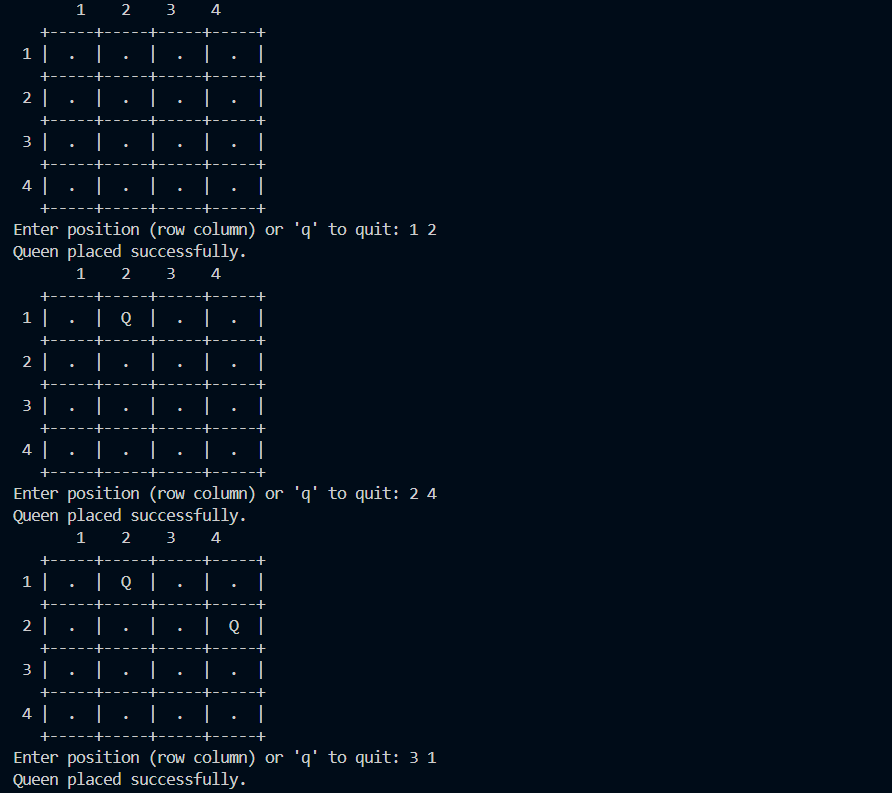 1    2    3    4
   +-----+-----+-----+-----+
 1 |  .  |  .  |  .  |  .  |
   +-----+-----+-----+-----+
 2 |  .  |  .  |  .  |  .  |
   +-----+-----+-----+-----+
 3 |  .  |  .  |  .  |  .  |
   +-----+-----+-----+-----+
 4 |  .  |  .  |  .  |  .  |
   +-----+-----+-----+-----+
Enter position (row column) or 'q' to quit: 1 2
Queen placed successfully.
       1    2    3    4
   +-----+-----+-----+-----+
 1 |  .  |  Q  |  .  |  .  |
   +-----+-----+-----+-----+
 2 |  .  |  .  |  .  |  .  |
   +-----+-----+-----+-----+
 3 |  .  |  .  |  .  |  .  |
   +-----+-----+-----+-----+
 4 |  .  |  .  |  .  |  .  |
   +-----+-----+-----+-----+
Enter position (row column) or 'q' to quit: 2 4
Queen placed successfully.
       1    2    3    4
   +-----+-----+-----+-----+
 1 |  .  |  Q  |  .  |  .  |
   +-----+-----+-----+-----+
 2 |  .  |  .  |  .  |  Q  |
   +-----+-----+-----+-----+
 3 |  .  |  .  |  .  |  .  |
   +-----+-----+-----+-----+
 4 |  .  |  .  |  .  |  .  |
   +-----+-----+-----+-----+
Enter position (row column) or 'q' to quit: 3 1
Queen placed successfully.